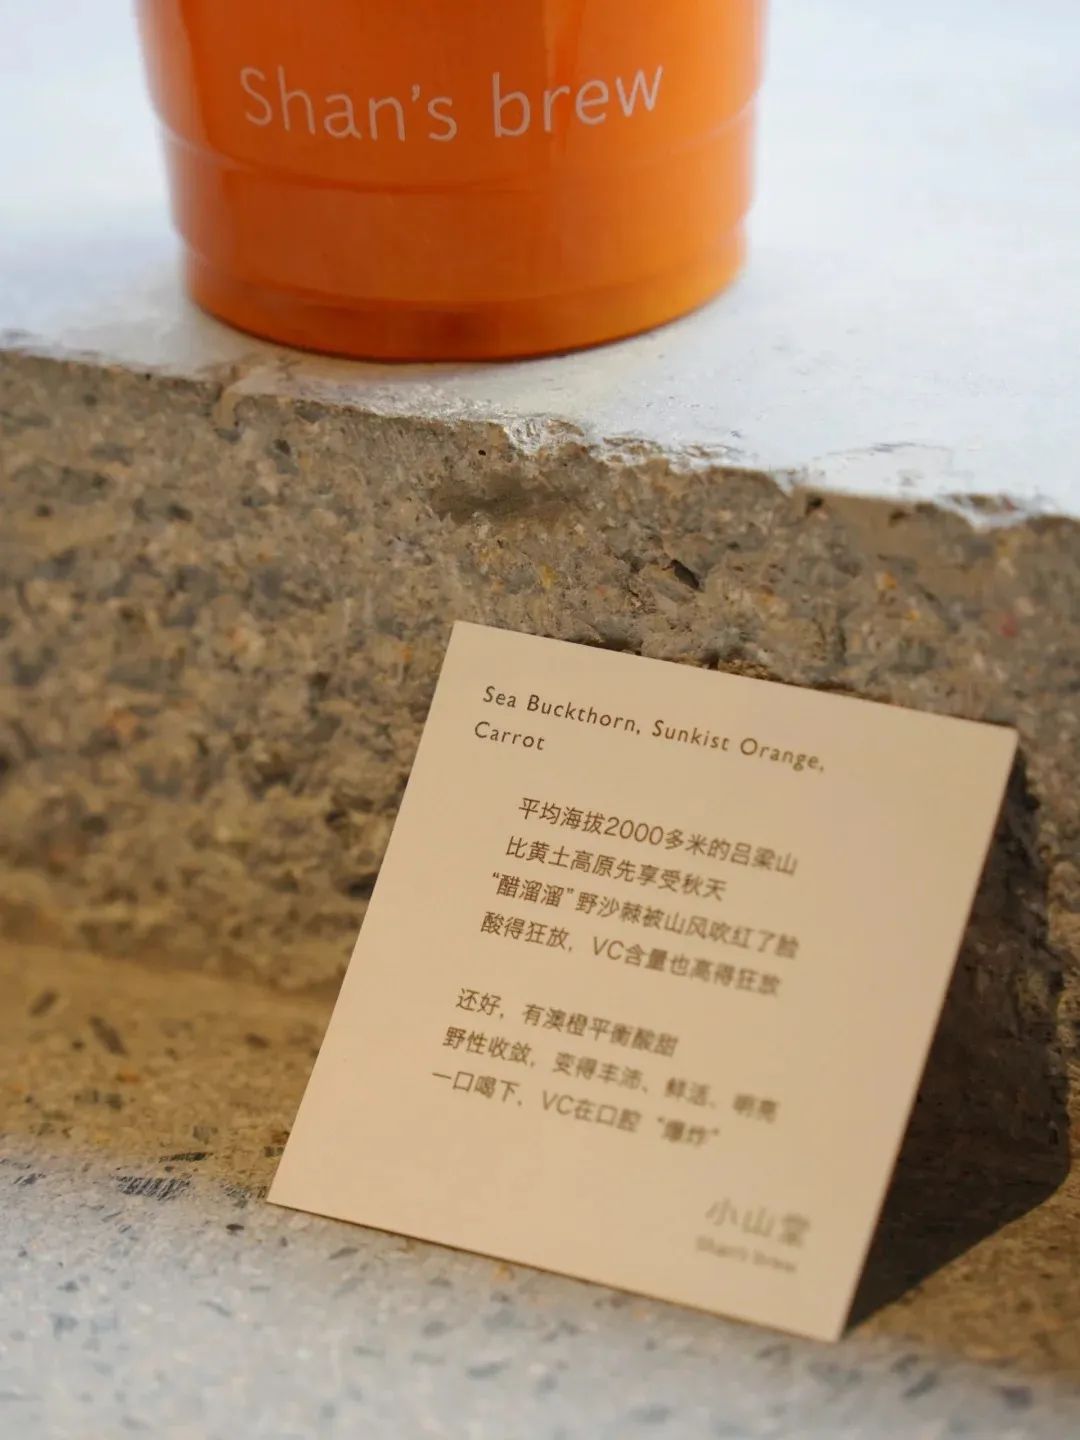 Shan's brew
Sea Buckthorn, Sunkist Orange,
Carrot
平均海拔2000多米的吕梁山
比黄土高原先享受秋天
“醋溜溜”野沙棘被山风吹红了脸
酸得狂放，VC含量也高得狂放
还好，有澳橙平衡酸甜
野性收敛，变得丰沛、鲜活、明亮
一口喝下，VC在口腔“爆炸”
小山堂
Shan's brew